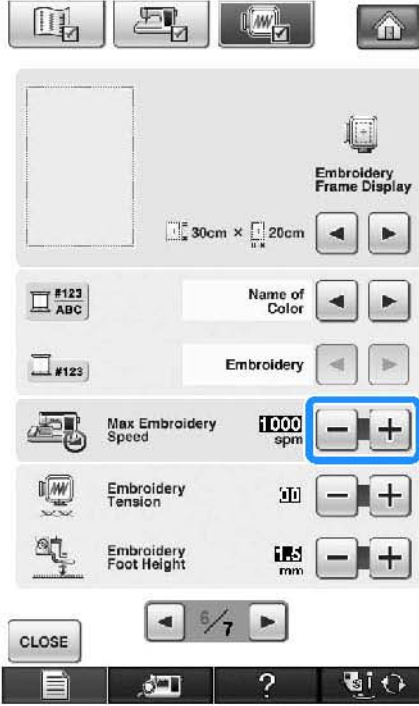 Embroidery
Frame Display
30cm × 20cm
#123
ABC
Name of
Color
#123
Embroidery
Max Embroidery
Speed
1000
spm
Embroidery
Tension
Embroidery
Foot Height
1.5
mm
6/7
CLOSE
?